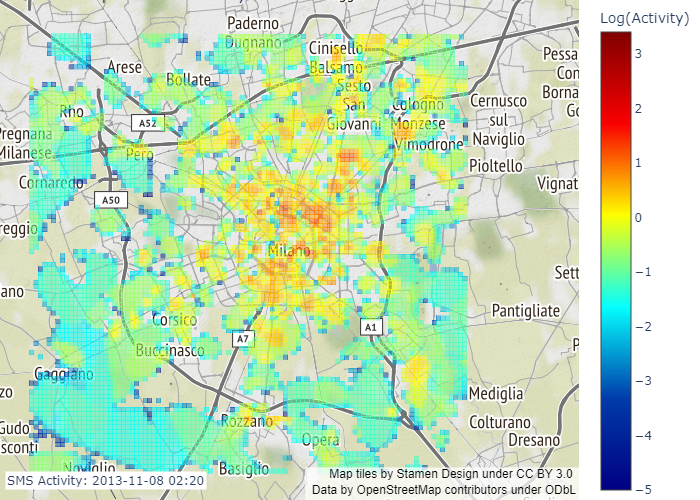 Log(Activity)
3
2
1
0
−1
−2
−3
−4
−5
Paderno
Dugnano
Cinisello
Balsamo
Arese
Bollate
Sesto
San
Giovanni
Cologno
Monzese
Cernusco
sul
Naviglio
Pessa
Con
Borna
Go
Rho
A52
Pregnana
Milanese
Pero
Vimodrone
Pioltello
Cornaredo
A50
Vignat
reggio
Milano
Sett
ano
Corsico
A7
A1
Pantigliate
Buccinasco
P
Gaggiano
zo
Mediglia
Rozzano
Colturano
Gudo
sconti
Opera
Dresano
Noviglio
Basiglio
SMS Activity: 2013-11-08 02:20
Map tiles by Stamen Design under CC BY 3.0
Data by OpenStreetMap contributors under ODbL